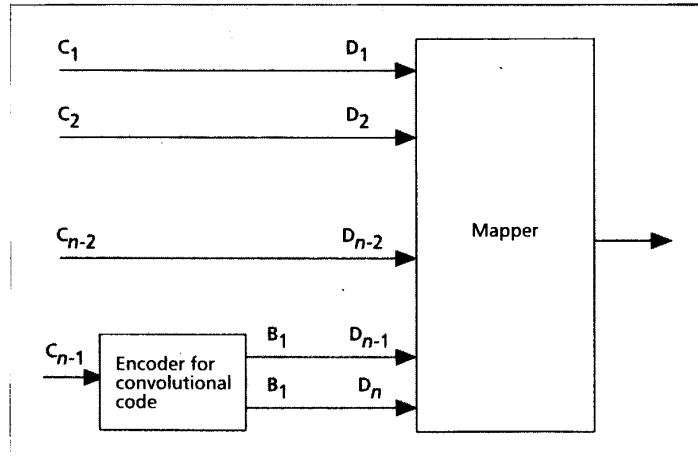 C1 D1
C2 D2
Cn-2 Dn-2
Mapper
Cn-1
Encoder for
convolutional
code
B1 Dn-1
B1 Dn